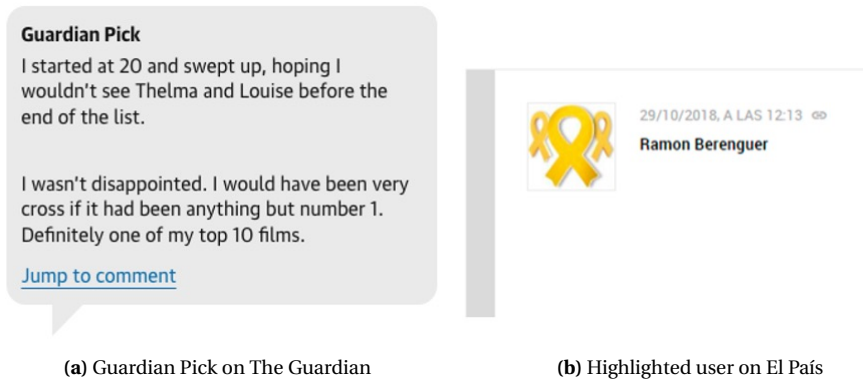 Guardian Pick
I started at 20 and swept up, hoping I
wouldn't see Thelma and Louise before the
end of the list.
I wasn't disappointed. I would have been very
cross if it had been anything but number 1.
Definitely one of my top 10 films.
Jump to comment
(a) Guardian Pick on The Guardian
29/10/2018, A LAS 12:13
Ramon Berenguer
(b) Highlighted user on El País